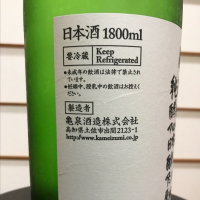 日本酒 1800ml
要冷蔵 Keep Refrigerated
●未成年の飲酒は法律で禁止されています。
●妊娠中、授乳中の飲酒はお控えください。
製造者
亀泉酒造株式会社
高知県土佐市出間2123-1
http://www.kameizumi.co.jp